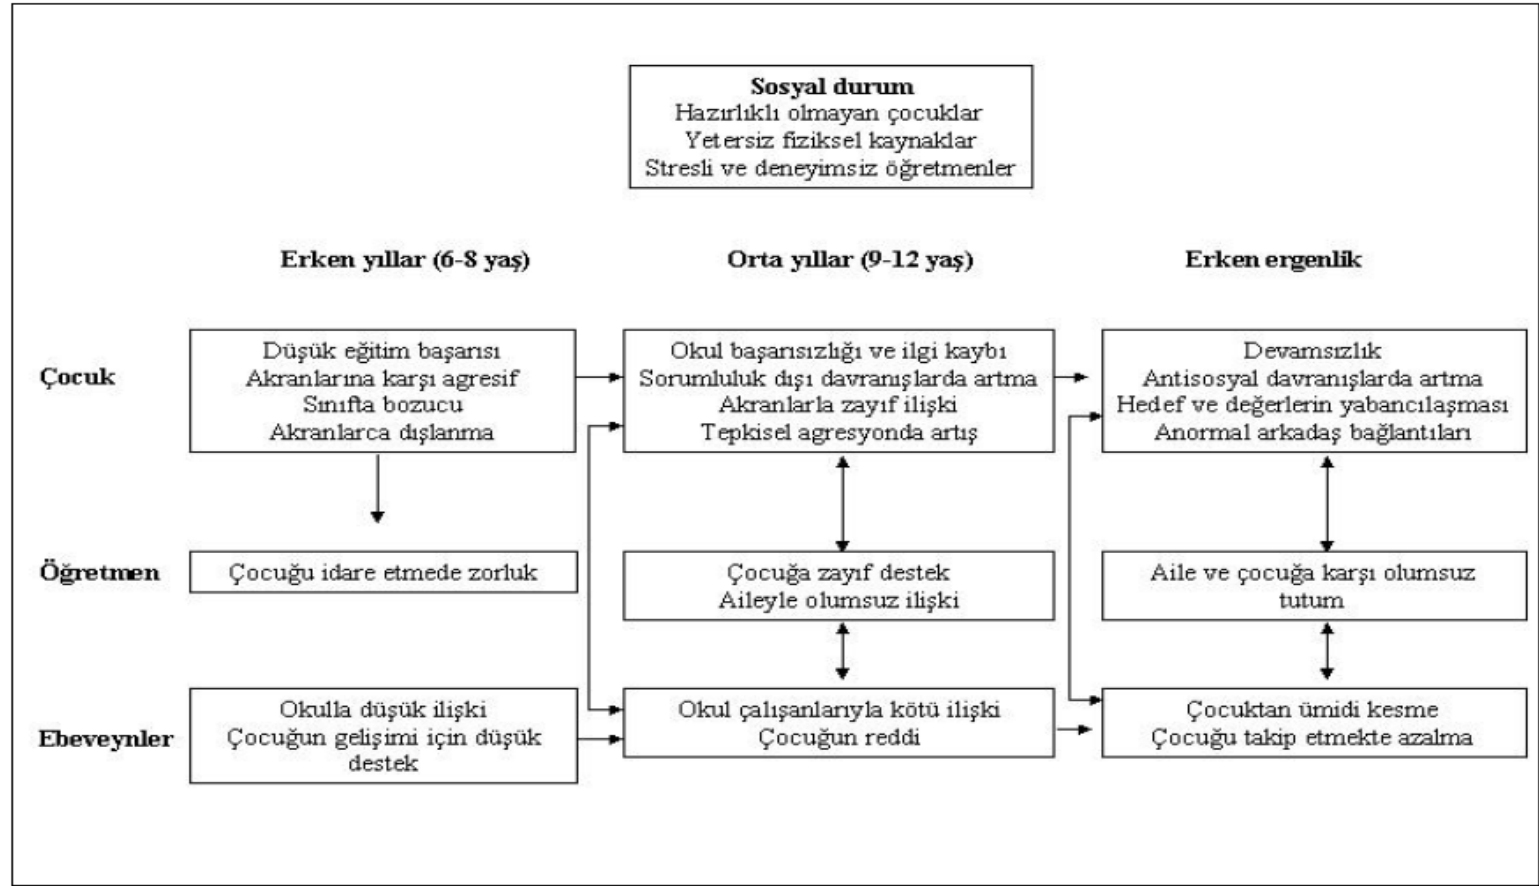 Sosyal durum
Hazırlıklı olmayan çocuklar
Yetersiz fiziksel kaynaklar
Stresli ve deneyimsiz öğretmenler
Erken yıllar (6-8 yaş)
Orta yıllar (9-12 yaş)
Erken ergenlik
Çocuk
Düşük eğitim başarısı
Akranlarına karşı agresif
Sınıfta bozucu
Akranlarca dışlanma
Okul başarısızlığı ve ilgi kaybı
Sorumluluk dışı davranışlarda artma
Akranlarla zayıf ilişki
Tepkisel agresyonda artış
Devamsızlık
Antisosyal davranışlarda artma
Hedef ve değerlerin yabancılaşması
Anormal arkadaş bağlantıları
Öğretmen
Çocuğu idare etmede zorluk
Çocuğa zayıf destek
Aileyle olumsuz ilişki
Aile ve çocuğa karşı olumsuz
tutum
Ebeveynler
Okulla düşük ilişki
Çocuğun gelişimi için düşük
destek
Okul çalışanlarıyla kötü ilişki
Çocuğun reddi
Çocuktan ümidi kesme
Çocuğu takip etmekte azalma